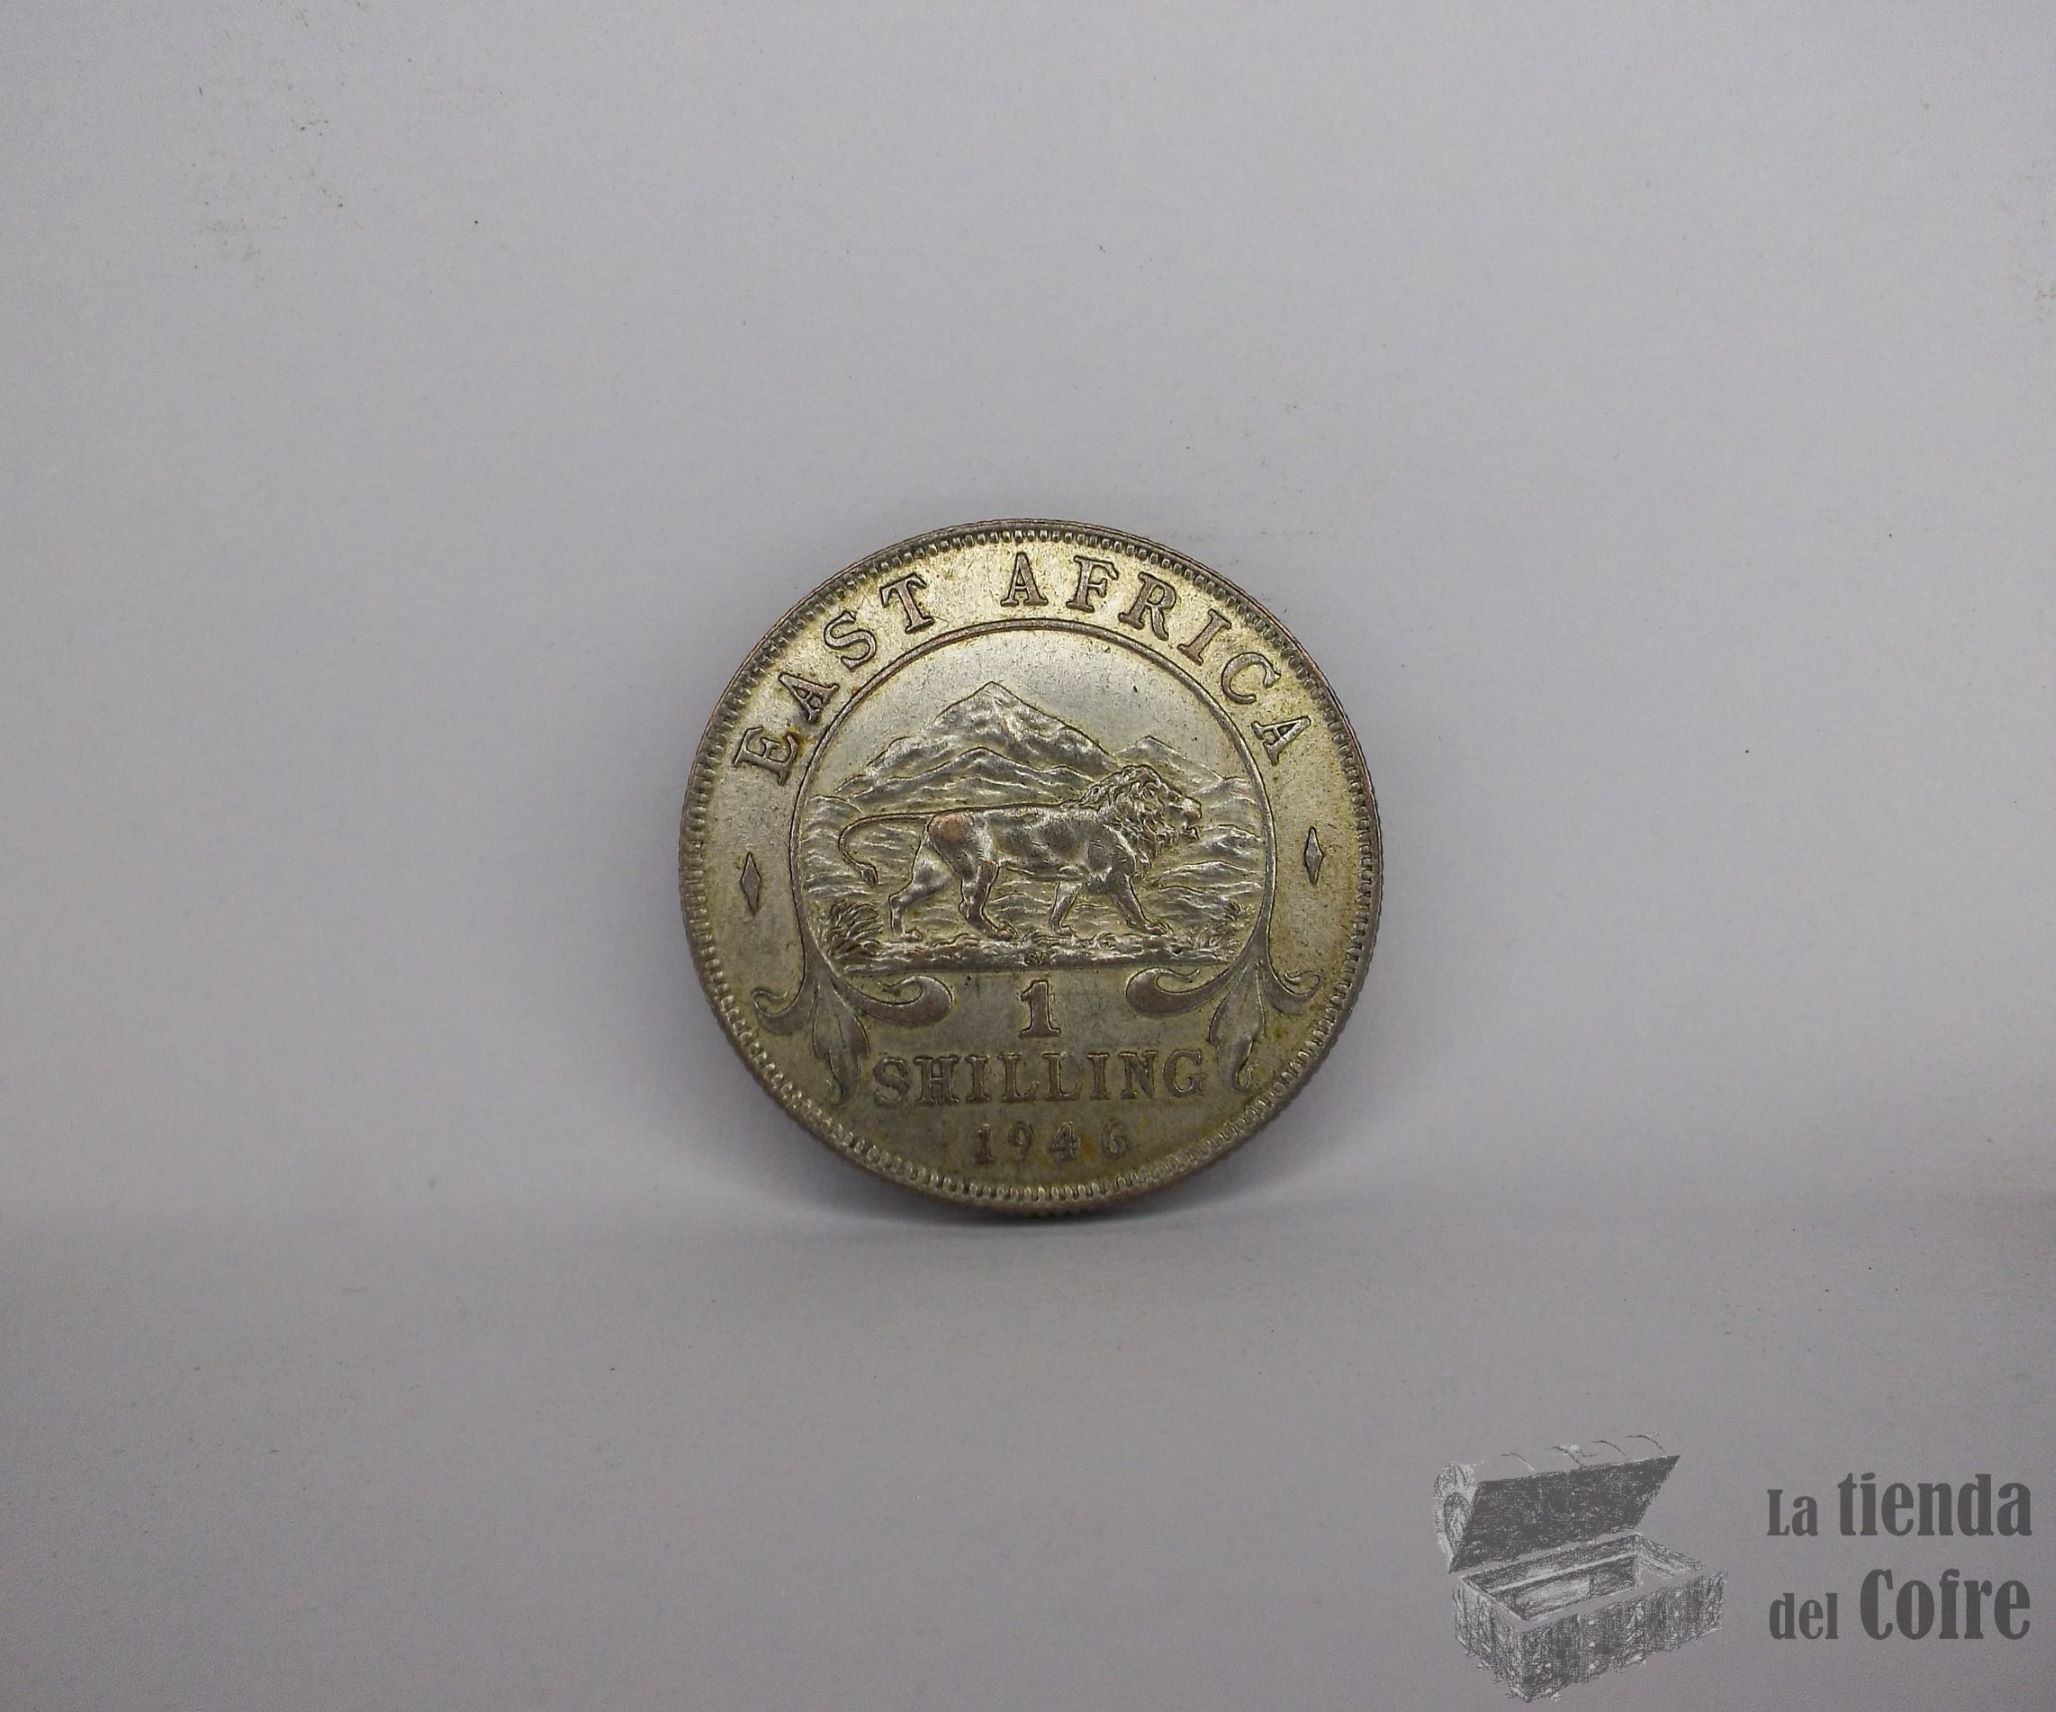 EAST AFRICA
1
SHILLING
1946
La tienda
del Cofre